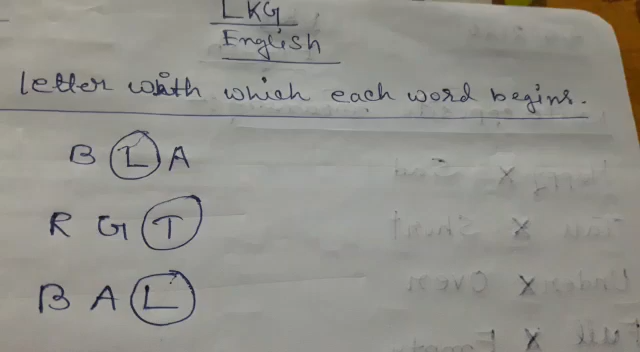 LKG
English
letter with which each word begins.
B L A
R G T
B A L